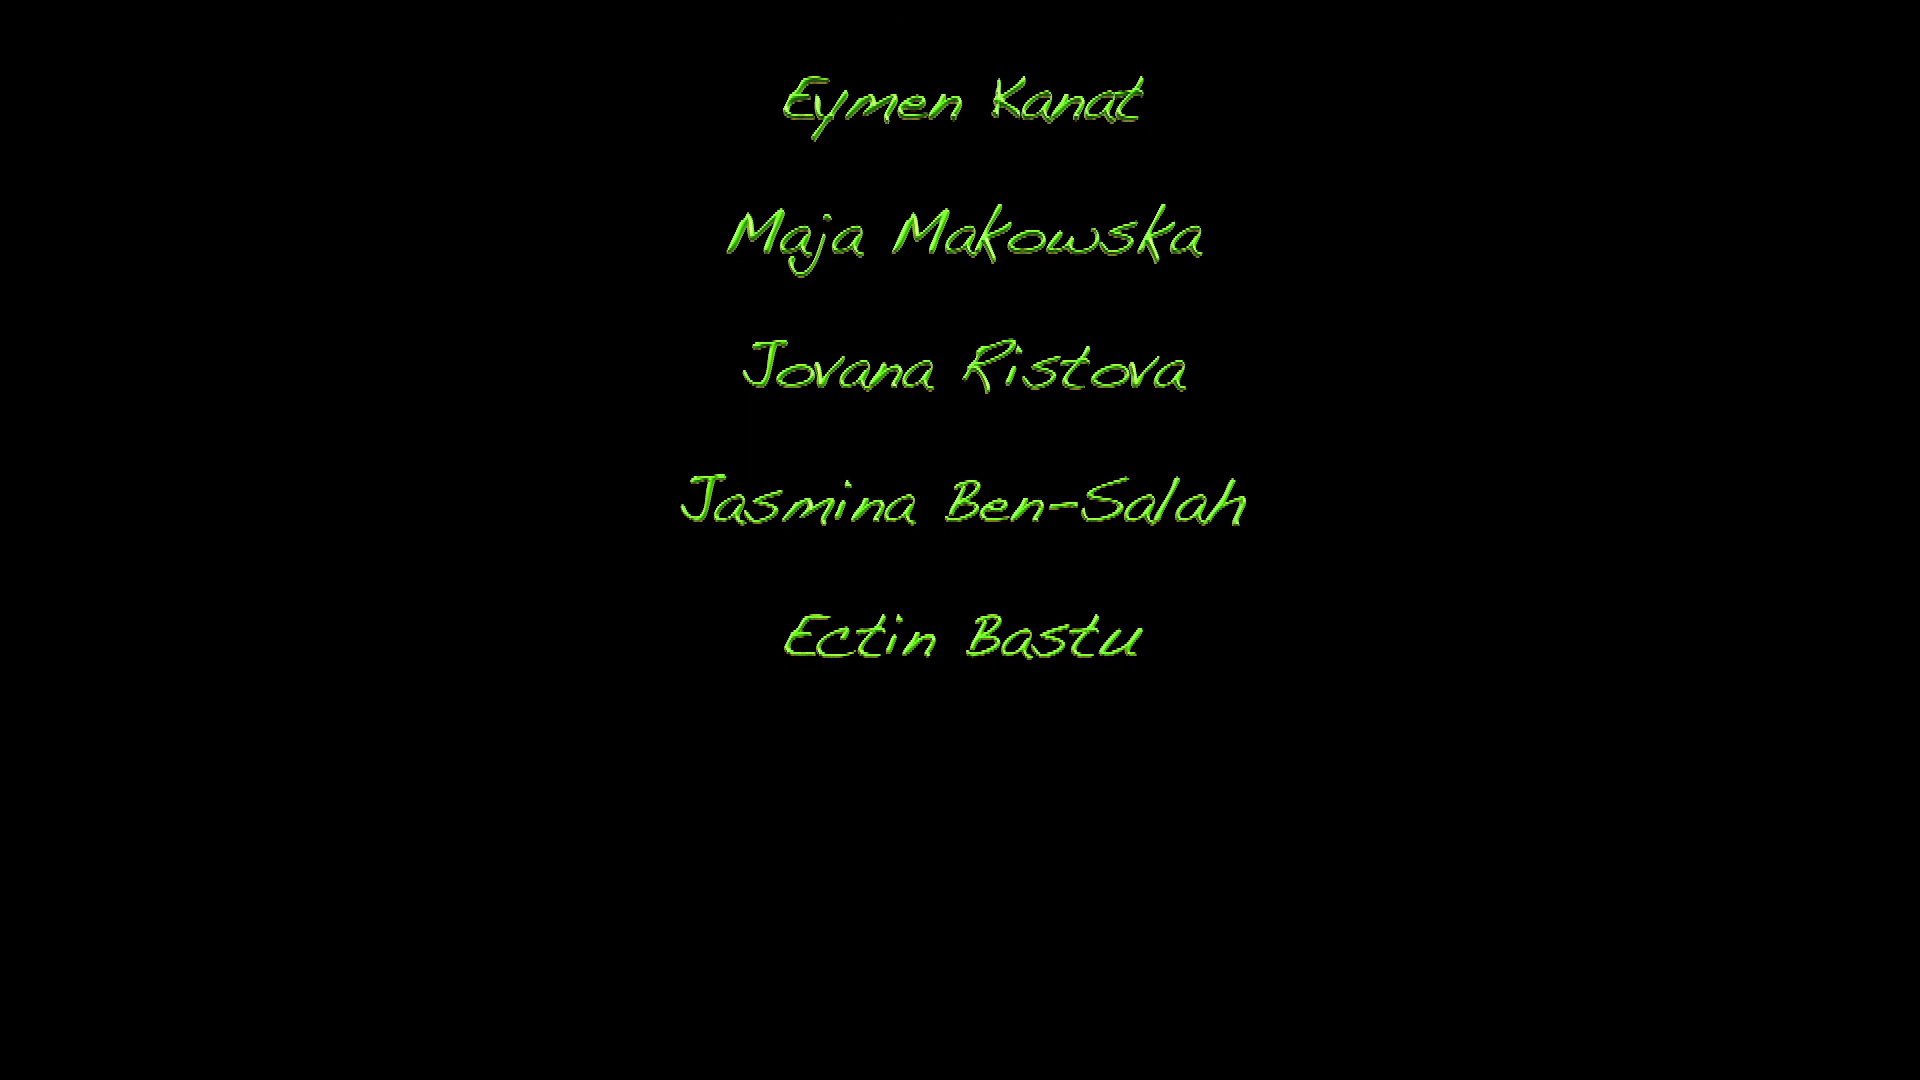 Eymen Kanat
Maja Makowska
Jovana Ristova
Jasmina Ben-Salah
Ectin Bastu